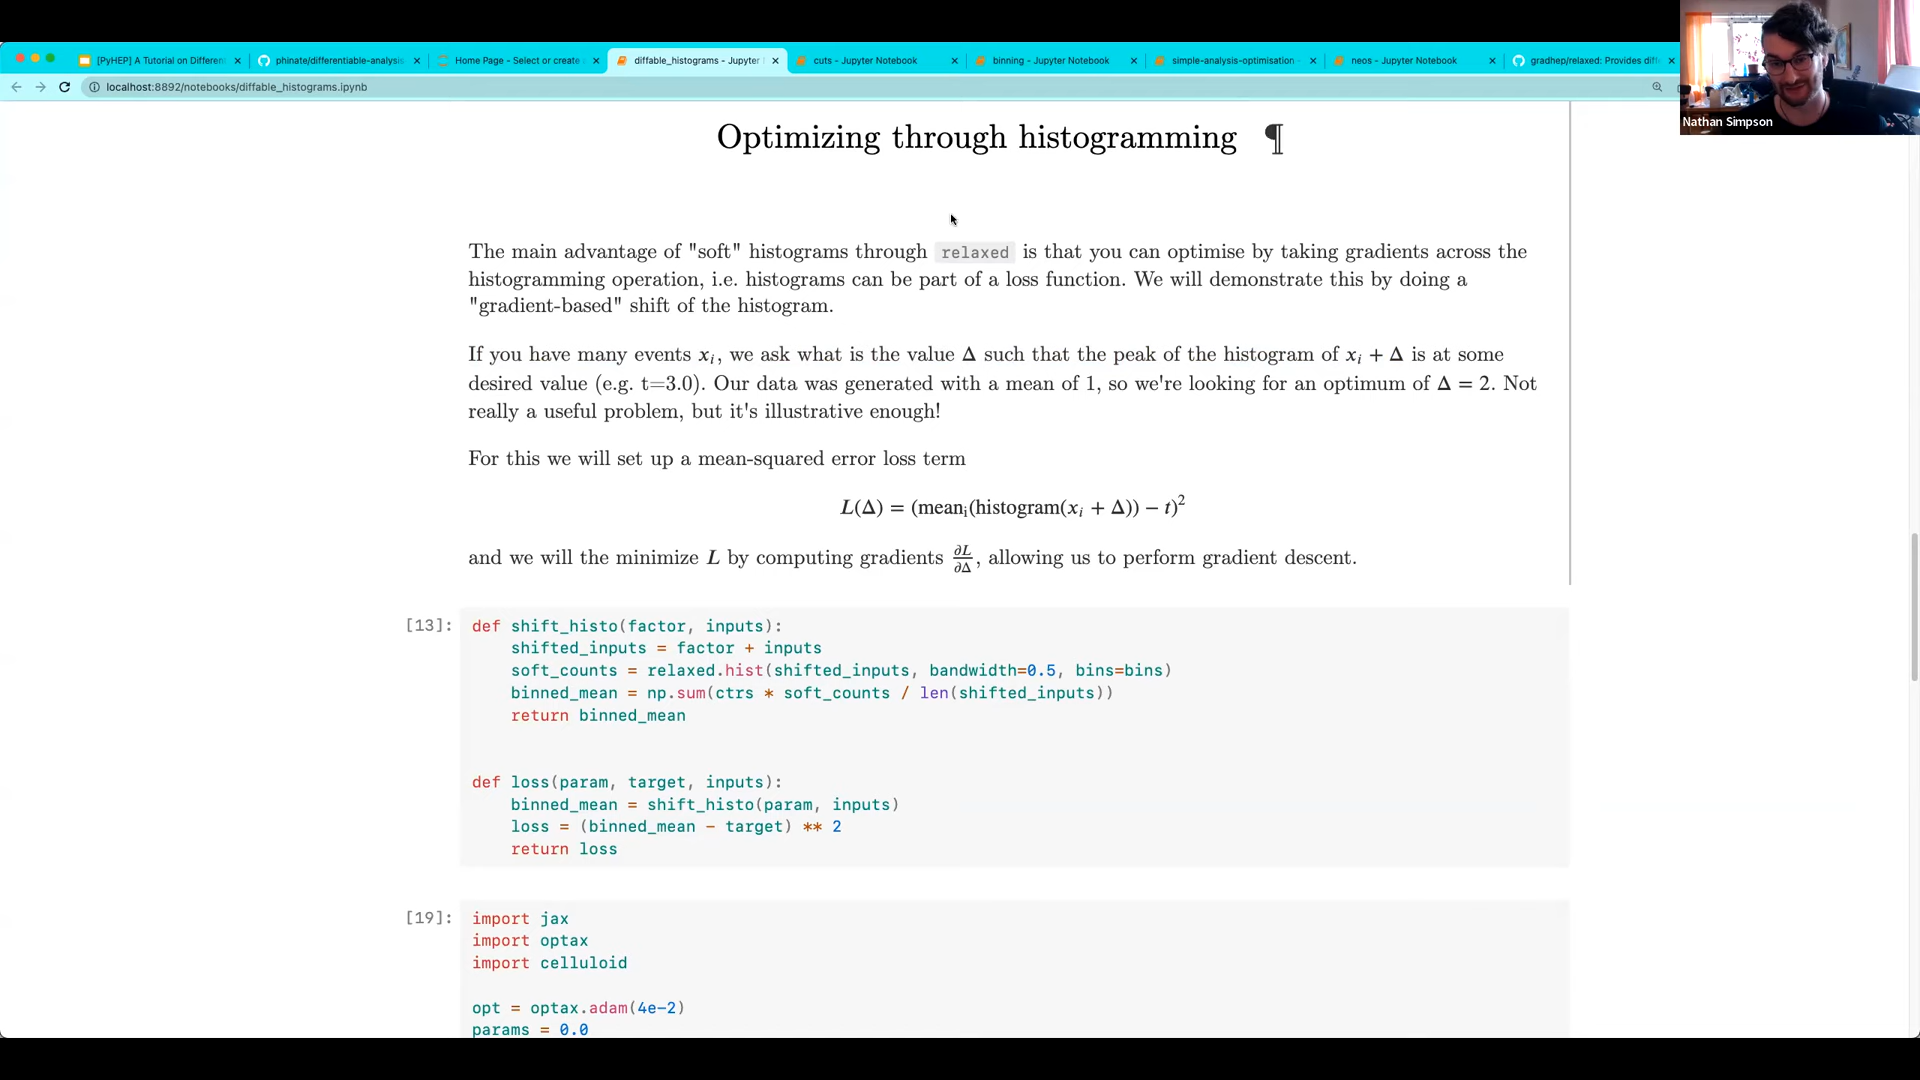 [PyHEP] A Tutorial on Different
phinate/differentiable-analysis
Home Page - Select or create
diffable_histograms - Jupyter
cuts - Jupyter Notebook
binning - Jupyter Notebook
simple-analysis-optimisation -
neos - Jupyter Notebook
gradhep/relaxed: Provides diff
localhost:8892/notebooks/diffable_histograms.ipynb
Nathan Simpson
Optimizing through histogramming ¶
The main advantage of "soft" histograms through relaxed is that you can optimise by taking gradients across the
histogramming operation, i.e. histograms can be part of a loss function. We will demonstrate this by doing a
"gradient-based" shift of the histogram.
If you have many events xᵢ, we ask what is the value Δ such that the peak of the histogram of xᵢ + Δ is at some
desired value (e.g. t=3.0). Our data was generated with a mean of 1, so we're looking for an optimum of Δ = 2. Not
really a useful problem, but it's illustrative enough!
For this we will set up a mean-squared error loss term
L(Δ) = (meanᵢ(histogram(xᵢ + Δ)) − t)²
and we will the minimize L by computing gradients ∂L/∂Δ, allowing us to perform gradient descent.
[13]:
def shift_histo(factor, inputs):
    shifted_inputs = factor + inputs
    soft_counts = relaxed.hist(shifted_inputs, bandwidth=0.5, bins=bins)
    binned_mean = np.sum(ctrs * soft_counts / len(shifted_inputs))
    return binned_mean
def loss(param, target, inputs):
    binned_mean = shift_histo(param, inputs)
    loss = (binned_mean - target) ** 2
    return loss
[19]:
import jax
import optax
import celluloid
opt = optax.adam(4e-2)
params = 0.0